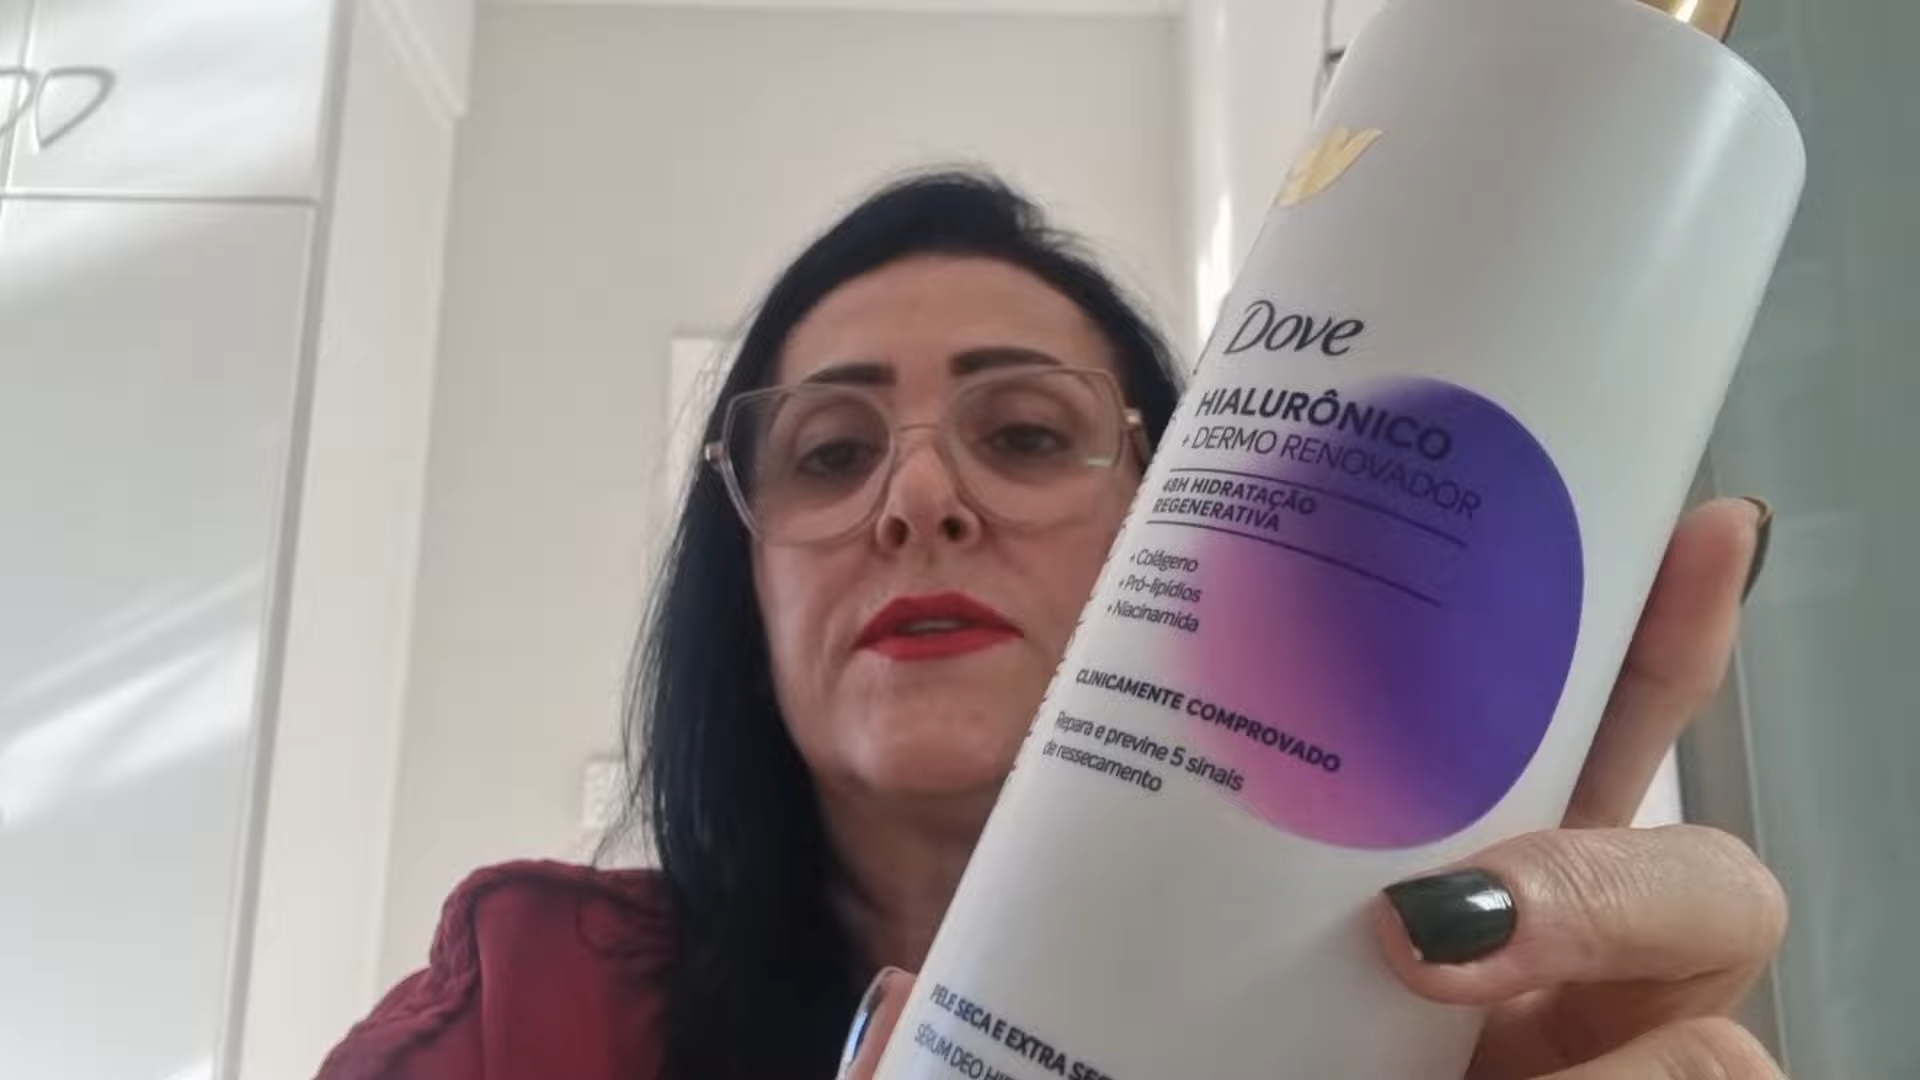 Dove
HIALURÔNICO
+ DERMO RENOVADOR
48H HIDRATAÇÃO
REGENERATIVA
+ Colágeno
+ Pró-lipídios
+ Niacinamida
CLINICAMENTE COMPROVADO
Repara e previne 5 sinais
de ressecamento
PELE SECA E EXTRA
SÉRUM DEO